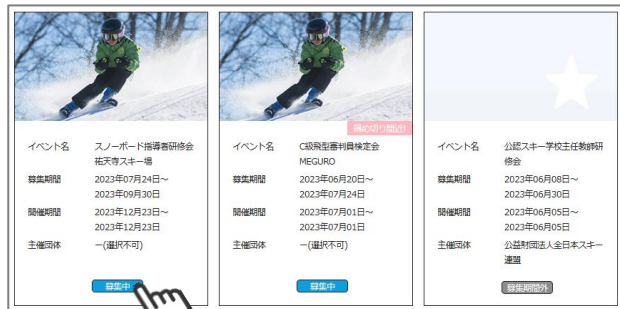 締め切り間近!
イベント名 スノーボード指導者研修会
祐天寺スキー場
募集期間 2023年07月24日~
2023年09月30日
開催期間 2023年12月23日~
2023年12月23日
主催団体 ー(選択不可)
募集中
イベント名 C級飛型審判員検定会
MEGURO
募集期間 2023年06月20日~
2023年07月24日
開催期間 2023年07月01日~
2023年07月01日
主催団体 ー(選択不可)
募集中
イベント名 公認スキー学校主任教師研
修会
募集期間 2023年06月08日~
2023年06月30日
開催期間 2023年06月05日~
2023年06月05日
主催団体 公益財団法人全日本スキー
連盟
募集期間外